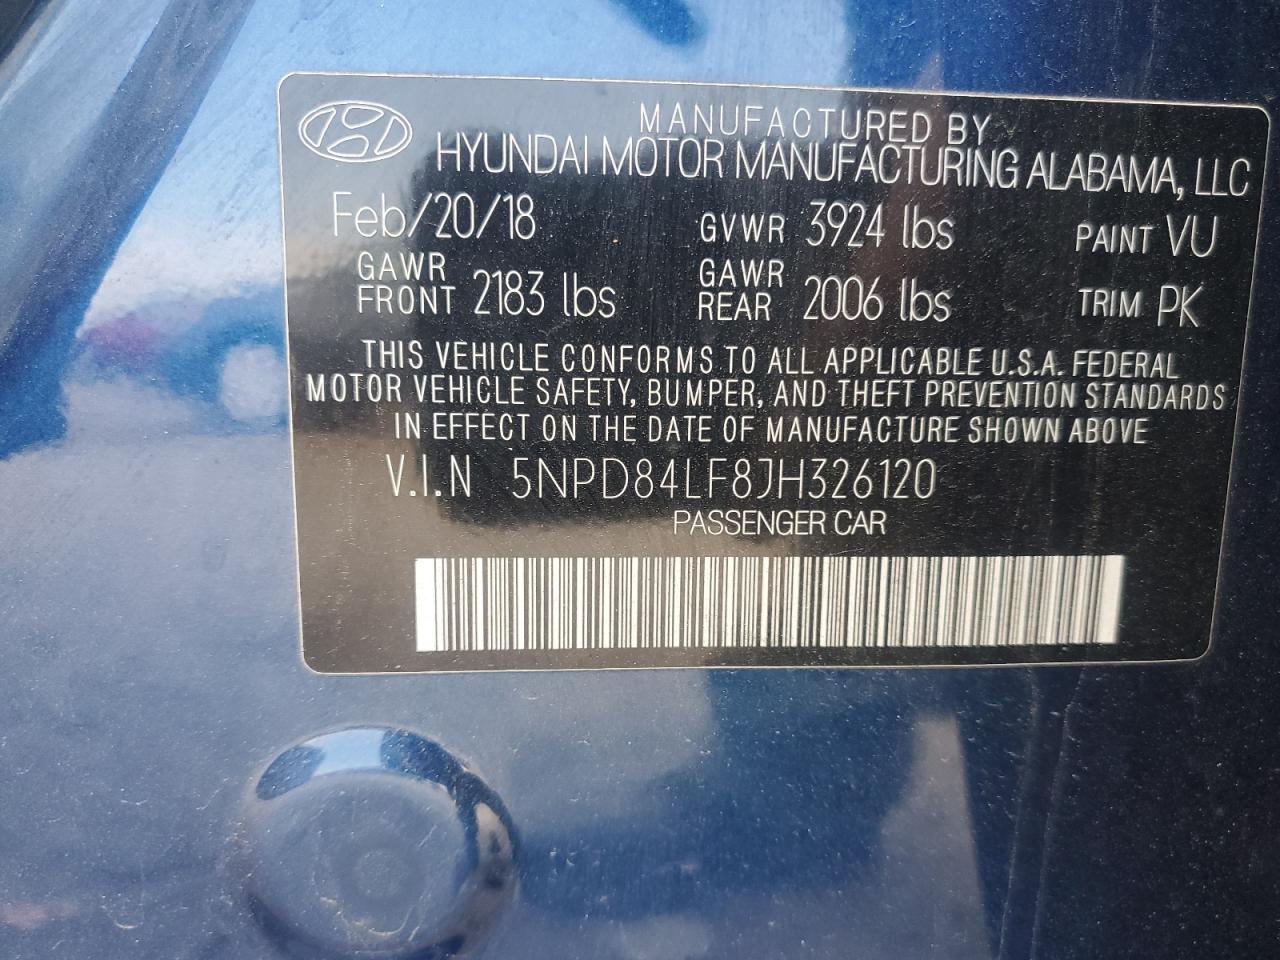 MANUFACTURED BY
HYUNDAI MOTOR MANUFACTURING ALABAMA, LLC
Feb/20/18 GVWR 3924 lbs PAINT VU
GAWR FRONT 2183 lbs GAWR REAR 2006 lbs TRIM PK
THIS VEHICLE CONFORMS TO ALL APPLICABLE U.S.A. FEDERAL
MOTOR VEHICLE SAFETY, BUMPER, AND THEFT PREVENTION STANDARDS
IN EFFECT ON THE DATE OF MANUFACTURE SHOWN ABOVE
V.I.N 5NPD84LF8JH326120
PASSENGER CAR